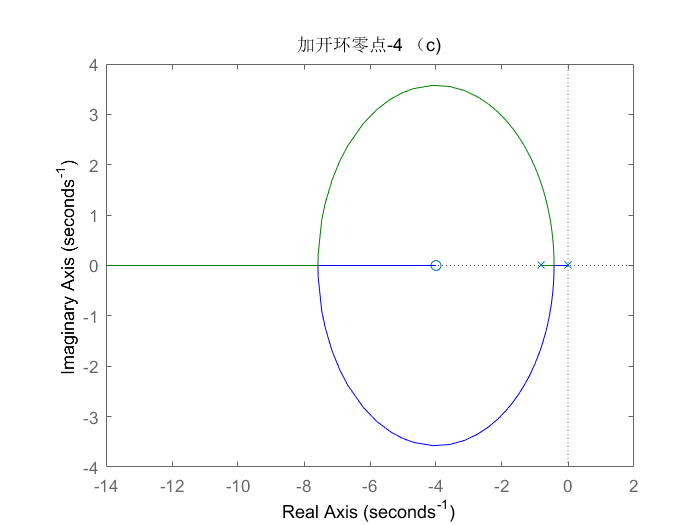 加开环零点-4 （c)
4
3
2
1
0
-1
-2
-3
-4
Imaginary Axis (seconds⁻¹)
-14 -12 -10 -8 -6 -4 -2 0 2
Real Axis (seconds⁻¹)